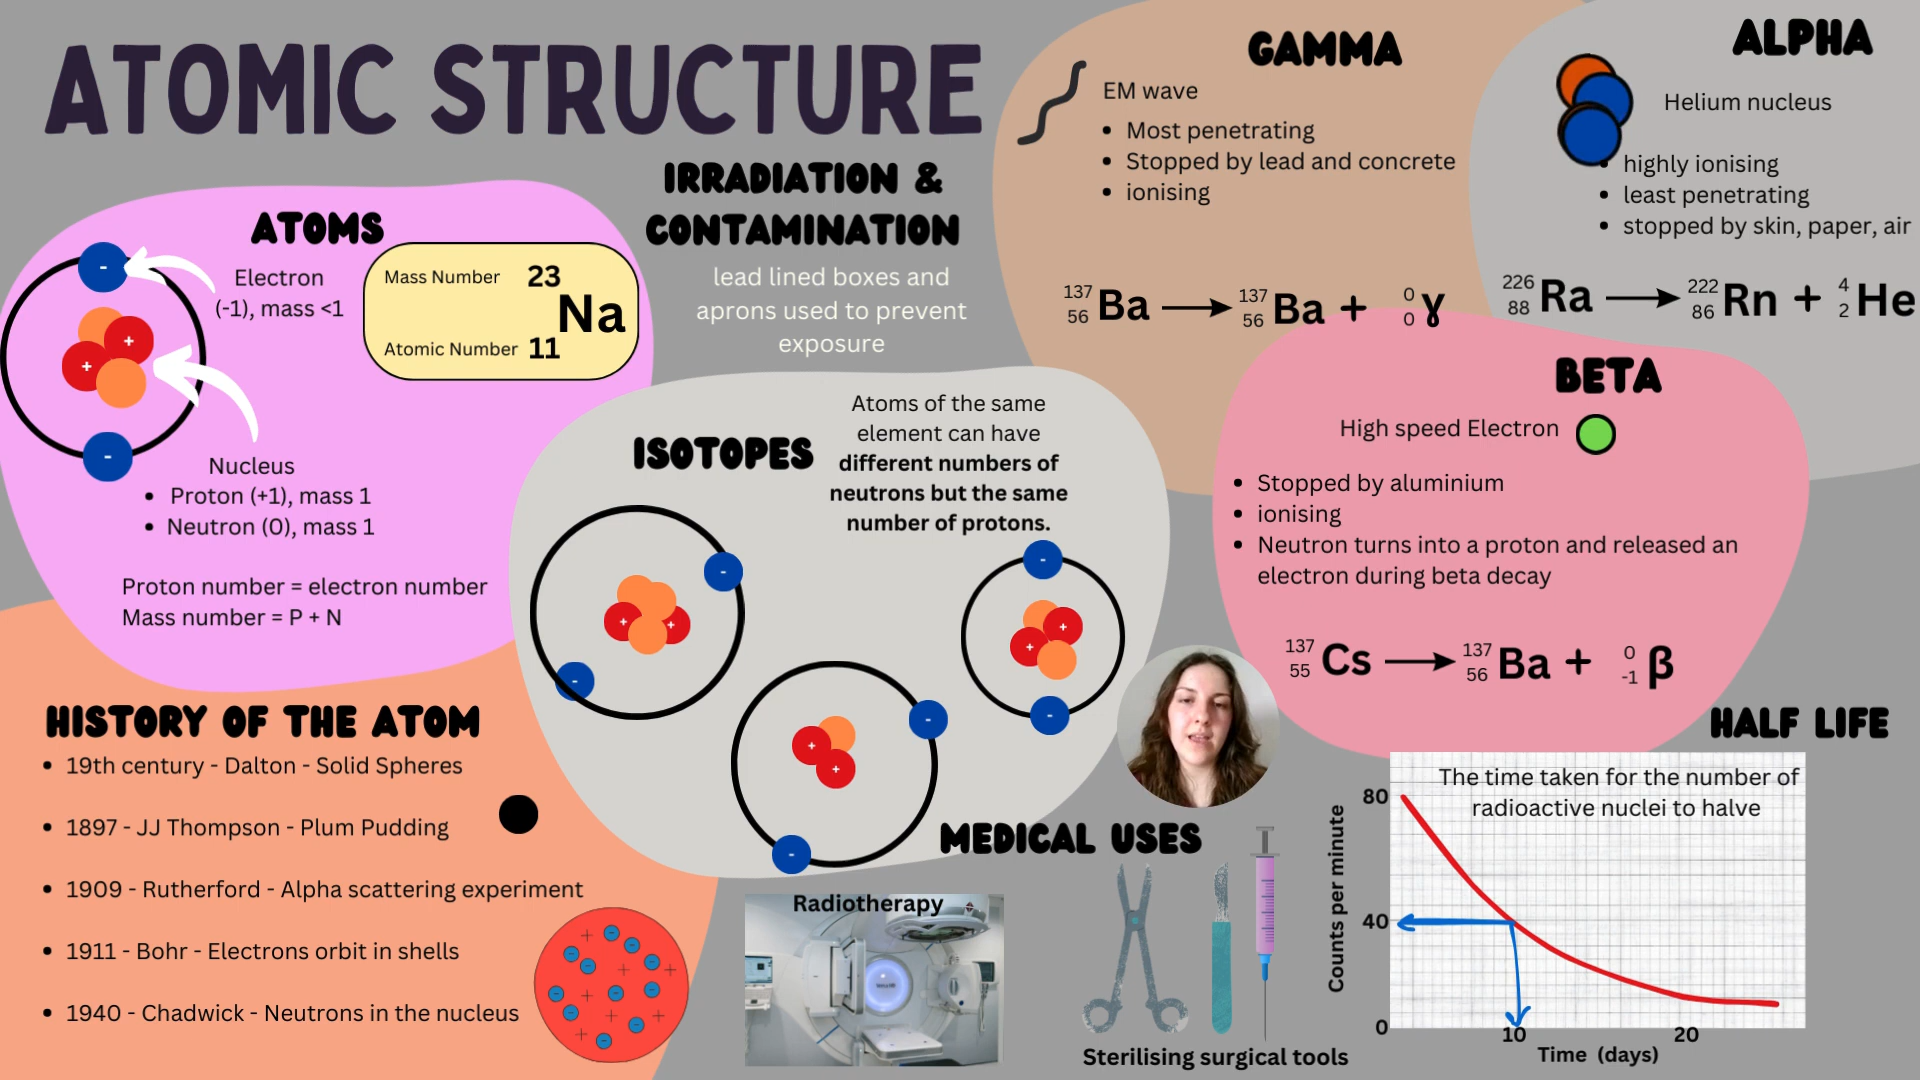 ATOMIC STRUCTURE
ATOMS
-
Electron
(-1), mass <1
Mass Number 23
Na
Atomic Number 11
+
+
-
Nucleus
• Proton (+1), mass 1
• Neutron (0), mass 1
Proton number = electron number
Mass number = P + N
IRRADIATION &
CONTAMINATION
lead lined boxes and
aprons used to prevent
exposure
GAMMA
EM wave
• Most penetrating
• Stopped by lead and concrete
• ionising
137 56 Ba → 137 56 Ba + 0 0 γ
ALPHA
Helium nucleus
• highly ionising
• least penetrating
• stopped by skin, paper, air
226 88 Ra → 222 86 Rn + 4 2 He
BETA
High speed Electron
• Stopped by aluminium
• ionising
• Neutron turns into a proton and released an
electron during beta decay
137 55 Cs → 137 56 Ba + 0 -1 β
ISOTOPES
Atoms of the same
element can have
different numbers of
neutrons but the same
number of protons.
-
+ +
-
-
+
+
-
-
+
+
-
HISTORY OF THE ATOM
• 19th century - Dalton - Solid Spheres
• 1897 - JJ Thompson - Plum Pudding
• 1909 - Rutherford - Alpha scattering experiment
• 1911 - Bohr - Electrons orbit in shells
• 1940 - Chadwick - Neutrons in the nucleus
MEDICAL USES
Radiotherapy
Sterilising surgical tools
HALF LIFE
The time taken for the number of
radioactive nuclei to halve
Counts per minute
80
40
0
10 20
Time (days)